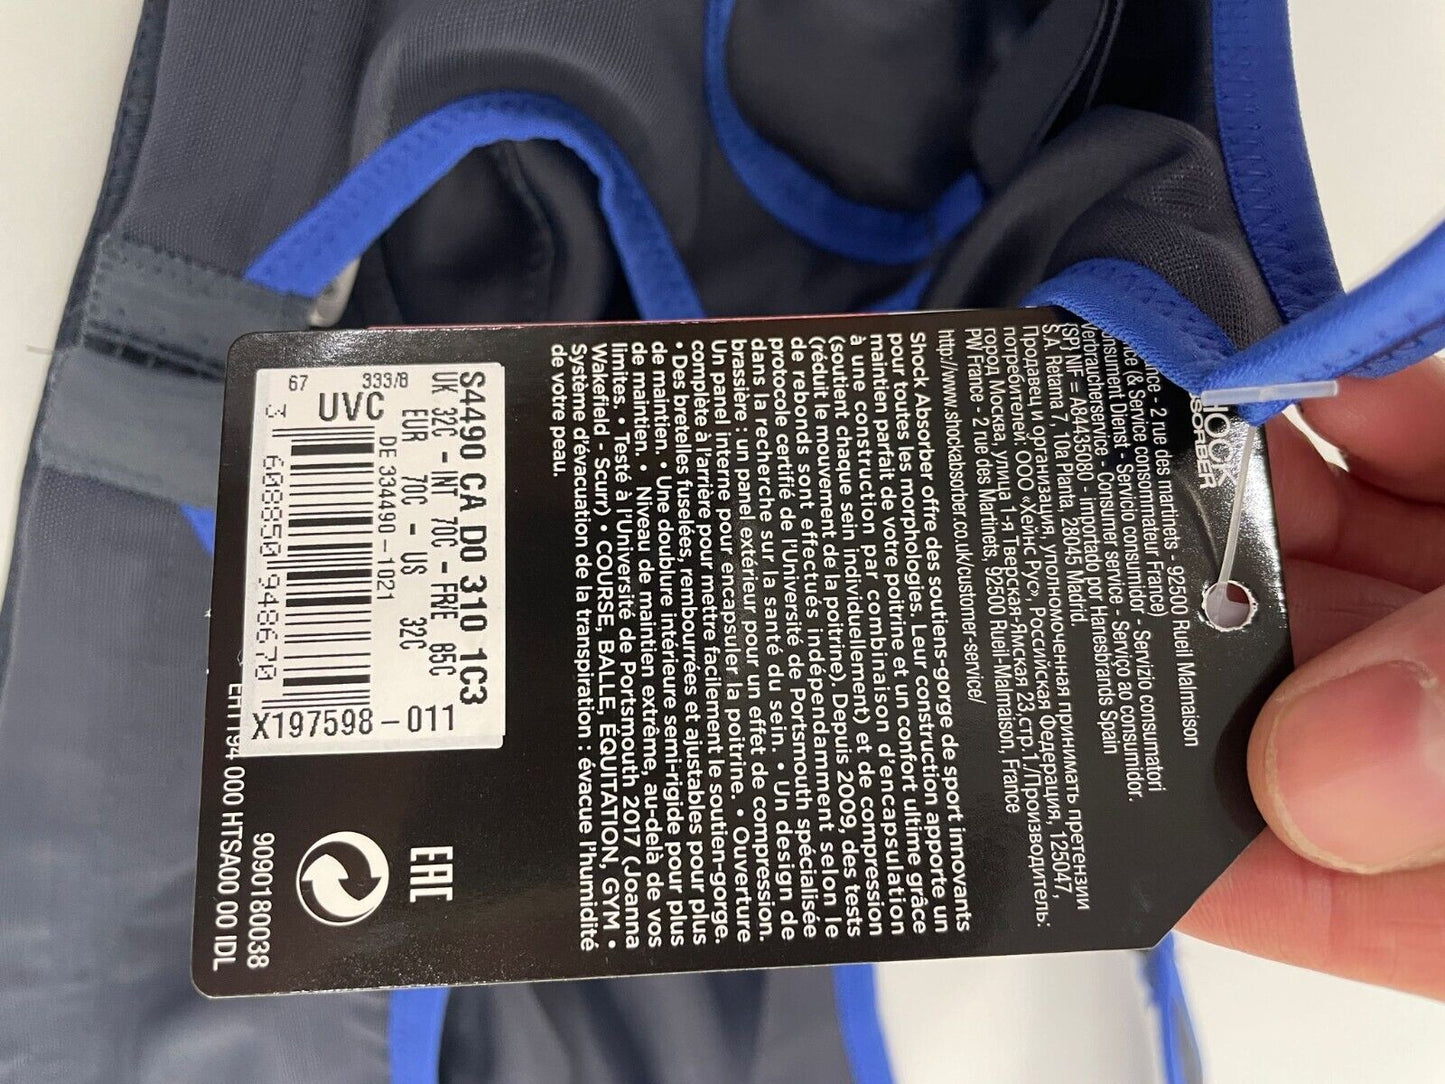 SHOCK
ABSORBER
2 rue des martinets - 92500 Rueil Malmaison
& Service consommateur France)
Service consumidor - Servizio consumatori
Consument Dienst - Servicio consumidor - Serviço ao consumidor.
Verbraucherservice - Consumer service - importado por Hanesbrands Spain
(SP) NIF = A84435080 -
S.A. Retama 7, 10a Planta, 28045 Madrid
Продавец и организация, уполномоченная принимать претензии
потребителей: ООО «Хейнс Рус», Российская Федерация, 125047,
город Москва, улица 1-я Тверская-Ямская 23,стр.1./Производитель:
PW France - 2 rue des Martinets, 92500 Rueil-Malmaison, France
http://www.shockabsorber.co.uk/customer-service/
Shock Absorber offre des soutiens-gorge de sport innovants
pour toutes les morphologies. Leur construction apporte un
maintien parfait de votre poitrine et un confort ultime grâce
à une construction par combinaison d'encapsulation
(soutient chaque sein individuellement) et de compression
(réduit le mouvement de la poitrine). Depuis 2009, des tests
de rebonds sont effectués indépendamment selon le
protocole certifié de l'Université de Portsmouth spécialisée
dans la recherche sur la santé du sein. • Un design de
brassière : un panel extérieur pour un effet de compression.
Un panel interne pour encapsuler la poitrine. • Ouverture
complète à l'arrière pour mettre facilement le soutien-gorge.
• Des bretelles fuselées, rembourrées et ajustables pour plus
de maintien. • Une doublure intérieure semi-rigide pour plus
de maintien. • Niveau de maintien extrême, au-delà de vos
limites. • Testé à l'Université de Portsmouth 2017 (Joanna
Wakefield - Scurr) • COURSE, BALLE, ÉQUITATION, GYM •
Système d'évacuation de la transpiration : évacue l'humidité
de votre peau.
S4490 CA D0 310 1C3
UK 32C - INT 70C - FR/E 85C
EUR 70C - US 32C
DE 334490-1021
UVC
333/8
67
3 608850 948670
X197598-011
EAC
9090180038
000 HTSA00 00 IDL